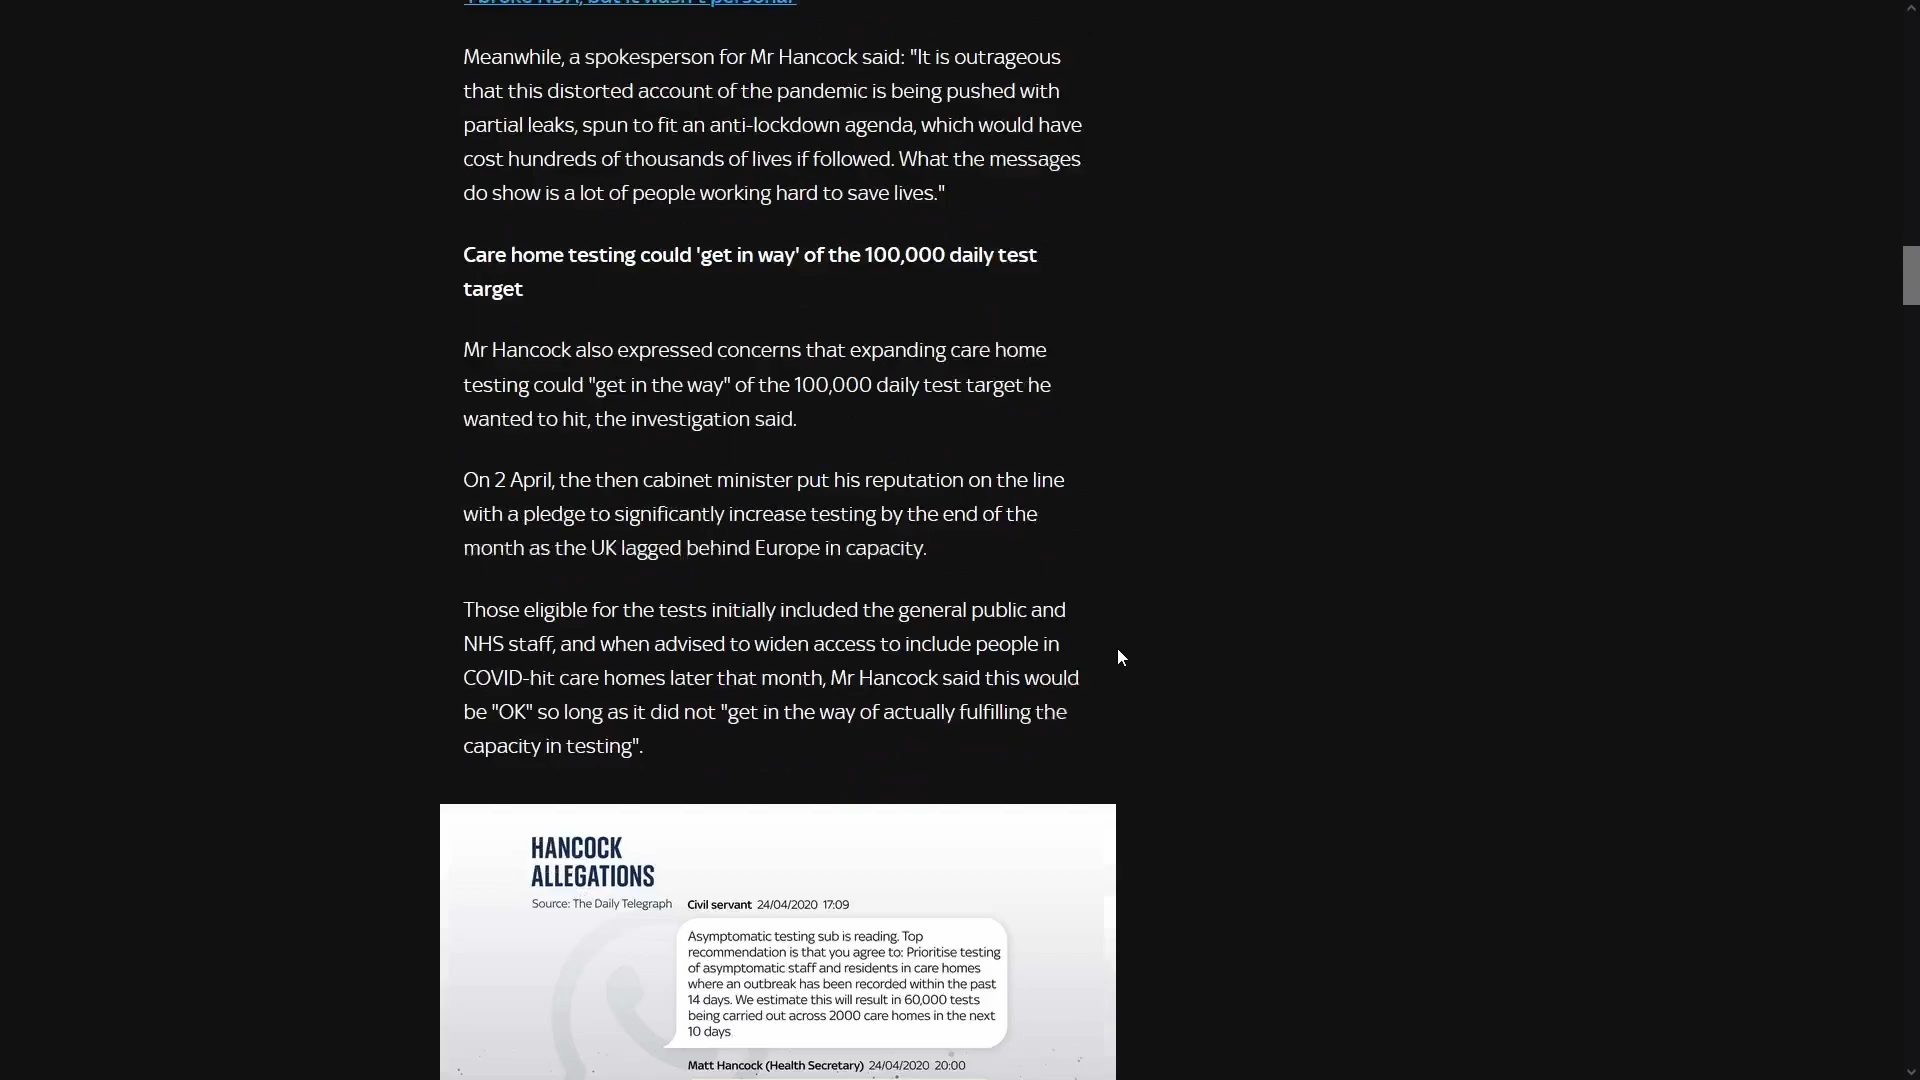 I broke NDA, but it wasn't personal'
Meanwhile, a spokesperson for Mr Hancock said: "It is outrageous
that this distorted account of the pandemic is being pushed with
partial leaks, spun to fit an anti-lockdown agenda, which would have
cost hundreds of thousands of lives if followed. What the messages
do show is a lot of people working hard to save lives."
Care home testing could 'get in way' of the 100,000 daily test
target
Mr Hancock also expressed concerns that expanding care home
testing could "get in the way" of the 100,000 daily test target he
wanted to hit, the investigation said.
On 2 April, the then cabinet minister put his reputation on the line
with a pledge to significantly increase testing by the end of the
month as the UK lagged behind Europe in capacity.
Those eligible for the tests initially included the general public and
NHS staff, and when advised to widen access to include people in
COVID-hit care homes later that month, Mr Hancock said this would
be "OK" so long as it did not "get in the way of actually fulfilling the
capacity in testing".
HANCOCK
ALLEGATIONS
Source: The Daily Telegraph
Civil servant 24/04/2020 17:09
Asymptomatic testing sub is reading. Top
recommendation is that you agree to: Prioritise testing
of asymptomatic staff and residents in care homes
where an outbreak has been recorded within the past
14 days. We estimate this will result in 60,000 tests
being carried out across 2000 care homes in the next
10 days
Matt Hancock (Health Secretary) 24/04/2020 20:00